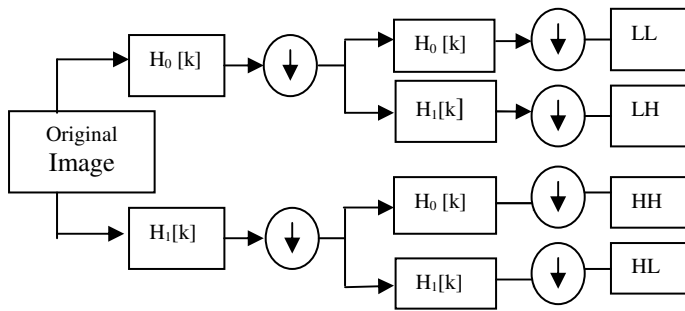 H₀ [k]
H₀ [k]
LL
H₁[k]
LH
Original
Image
H₀ [k]
HH
H₁[k]
H₁[k]
HL